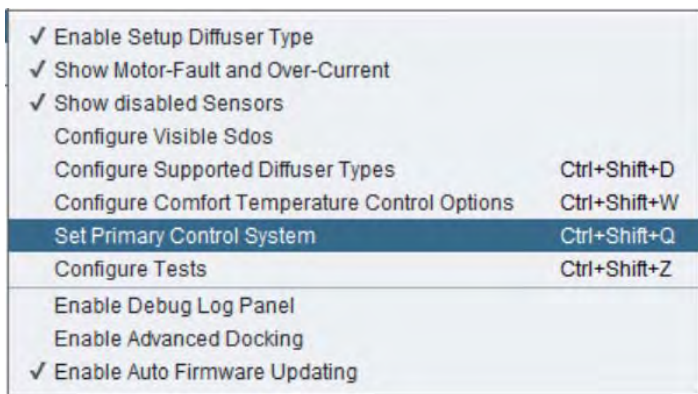 ✓ Enable Setup Diffuser Type
✓ Show Motor-Fault and Over-Current
✓ Show disabled Sensors
Configure Visible Sdos
Configure Supported Diffuser Types Ctrl+Shift+D
Configure Comfort Temperature Control Options Ctrl+Shift+W
Set Primary Control System Ctrl+Shift+Q
Configure Tests Ctrl+Shift+Z
Enable Debug Log Panel
Enable Advanced Docking
✓ Enable Auto Firmware Updating